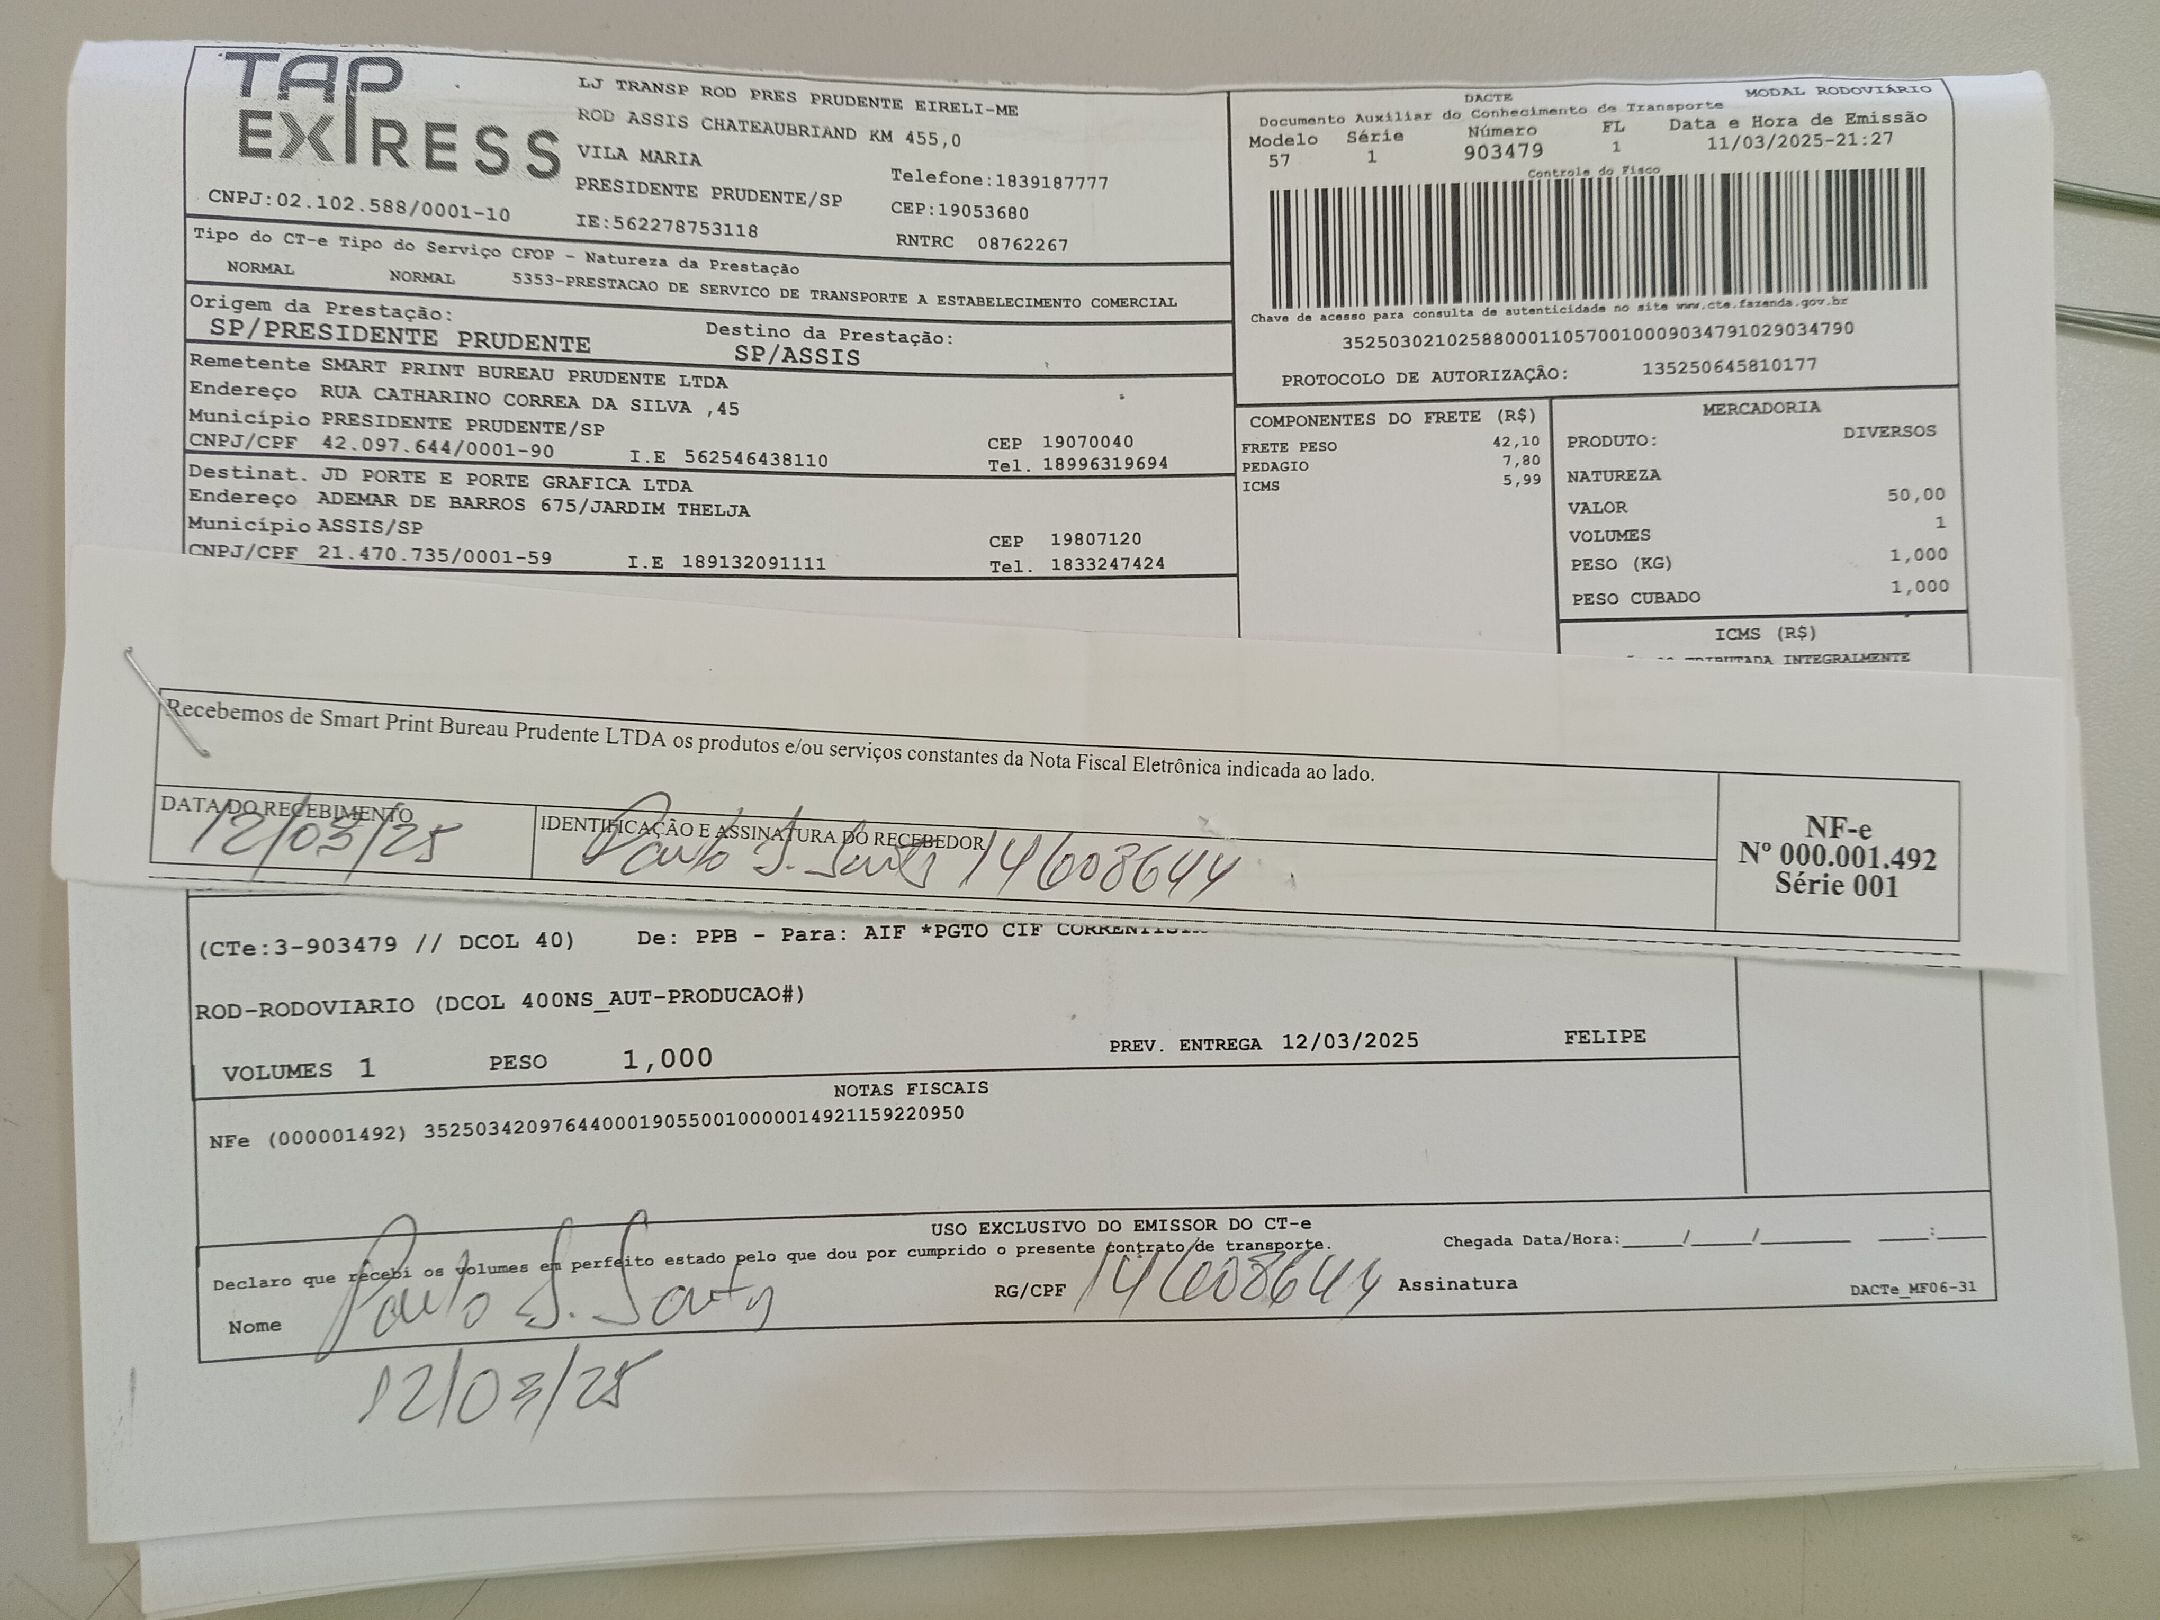 TAP
EXPRESS
CNPJ:02.102.588/0001-10
LJ TRANSP ROD PRES PRUDENTE EIRELI-ME
ROD ASSIS CHATEAUBRIAND KM 455,0
VILA MARIA
PRESIDENTE PRUDENTE/SP
IE:562278753118
Telefone:1839187777
CEP:19053680
RNTRC 08762267
DACTE MODAL RODOVIÁRIO
Documento Auxiliar do Conhecimento de Transporte
Modelo Série Número FL Data e Hora de Emissão
57 1 903479 1 11/03/2025-21:27
Controle do Fisco
Chave de acesso para consulta de autenticidade no site www.cte.fazenda.gov.br
35250302102588000110570010009034791029034790
PROTOCOLO DE AUTORIZAÇÃO: 135250645810177
Tipo do CT-e Tipo do Serviço CFOP - Natureza da Prestação
NORMAL NORMAL 5353-PRESTACAO DE SERVICO DE TRANSPORTE A ESTABELECIMENTO COMERCIAL
Origem da Prestação: Destino da Prestação:
SP/PRESIDENTE PRUDENTE SP/ASSIS
Remetente SMART PRINT BUREAU PRUDENTE LTDA
Endereço RUA CATHARINO CORREA DA SILVA ,45
Município PRESIDENTE PRUDENTE/SP CEP 19070040
CNPJ/CPF 42.097.644/0001-90 I.E 562546438110 Tel. 18996319694
Destinat. JD PORTE E PORTE GRAFICA LTDA
Endereço ADEMAR DE BARROS 675/JARDIM THELJA
Município ASSIS/SP CEP 19807120
CNPJ/CPF 21.470.735/0001-59 I.E 189132091111 Tel. 1833247424
COMPONENTES DO FRETE (R$)
FRETE PESO 42,10
PEDAGIO 7,80
ICMS 5,99
MERCADORIA
PRODUTO: DIVERSOS
NATUREZA
VALOR 50,00
VOLUMES 1
PESO (KG) 1,000
PESO CUBADO 1,000
ICMS (R$)
TRIBUTADA INTEGRALMENTE
Recebemos de Smart Print Bureau Prudente LTDA os produtos e/ou serviços constantes da Nota Fiscal Eletrônica indicada ao lado.
DATA DO RECEBIMENTO
12/03/25
IDENTIFICAÇÃO E ASSINATURA DO RECEBEDOR
Paulo S. Santos 14608644
NF-e
Nº 000.001.492
Série 001
(CTe:3-903479 // DCOL 40) De: PPB - Para: AIF *PGTO CIF
ROD-RODOVIARIO (DCOL 400NS_AUT-PRODUCAO#)
VOLUMES 1 PESO 1,000 PREV. ENTREGA 12/03/2025 FELIPE
NOTAS FISCAIS
NFe (000001492) 35250342097644000190550010000014921159220950
USO EXCLUSIVO DO EMISSOR DO CT-e
Declaro que recebi os volumes em perfeito estado pelo que dou por cumprido o presente contrato de transporte. Chegada Data/Hora:_____/_____/________ ____:____
Nome Paulo S. Santos RG/CPF 14608644 Assinatura DACTe_MF06-31
12/03/25